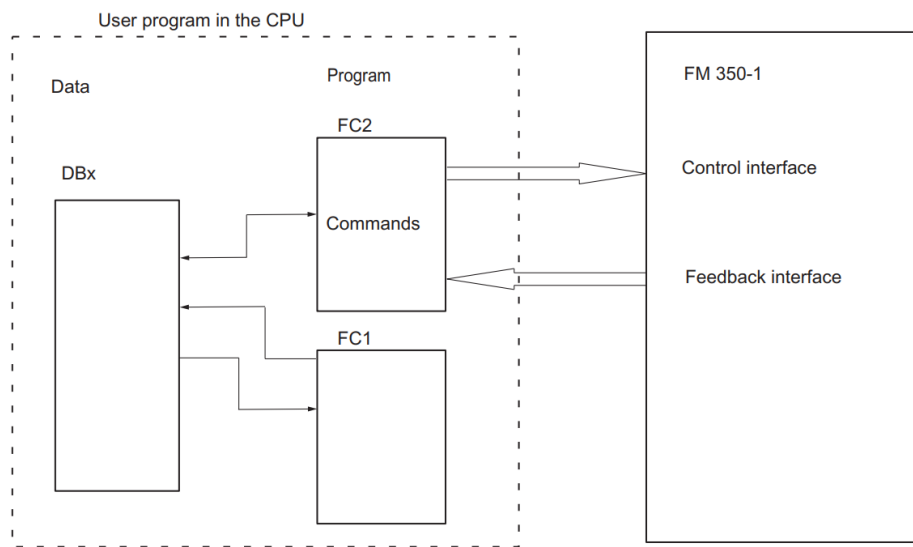 User program in the CPU
Data
Program
FM 350-1
FC2
DBx
Control interface
Commands
Feedback interface
FC1